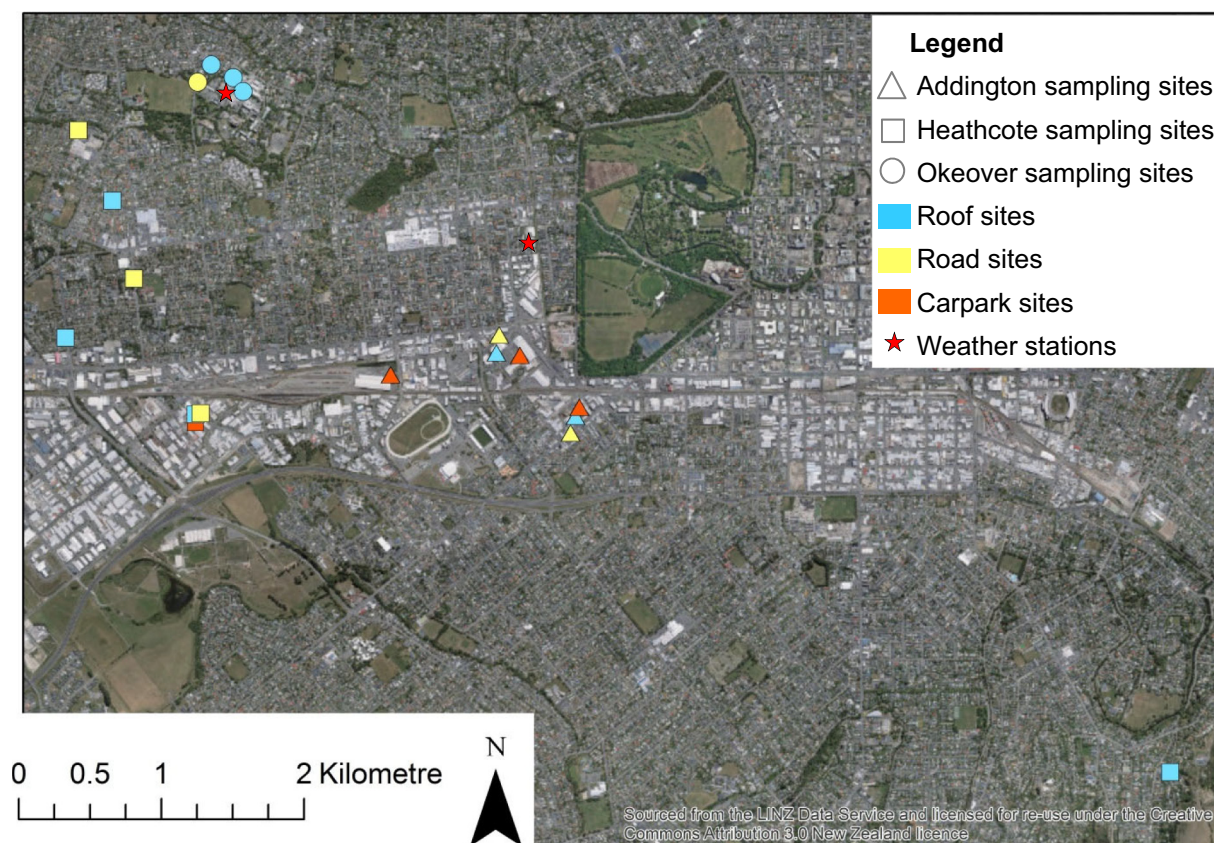 Legend
Addington sampling sites
Heathcote sampling sites
Okeover sampling sites
Roof sites
Road sites
Carpark sites
Weather stations
N
0 0.5 1 2 Kilometre
Sourced from the LINZ Data Service and licensed for re-use under the Creative
Commons Attribution 3.0 New Zealand licence